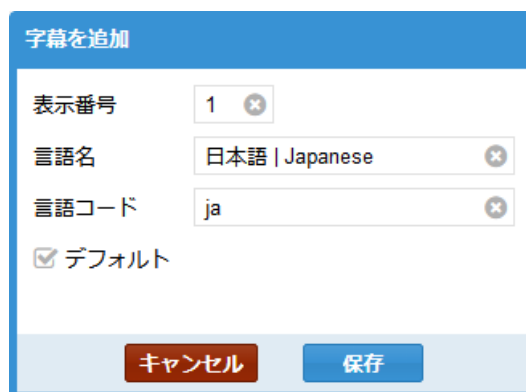 字幕を追加
表示番号 1
言語名 日本語 | Japanese
言語コード ja
デフォルト
キャンセル 保存